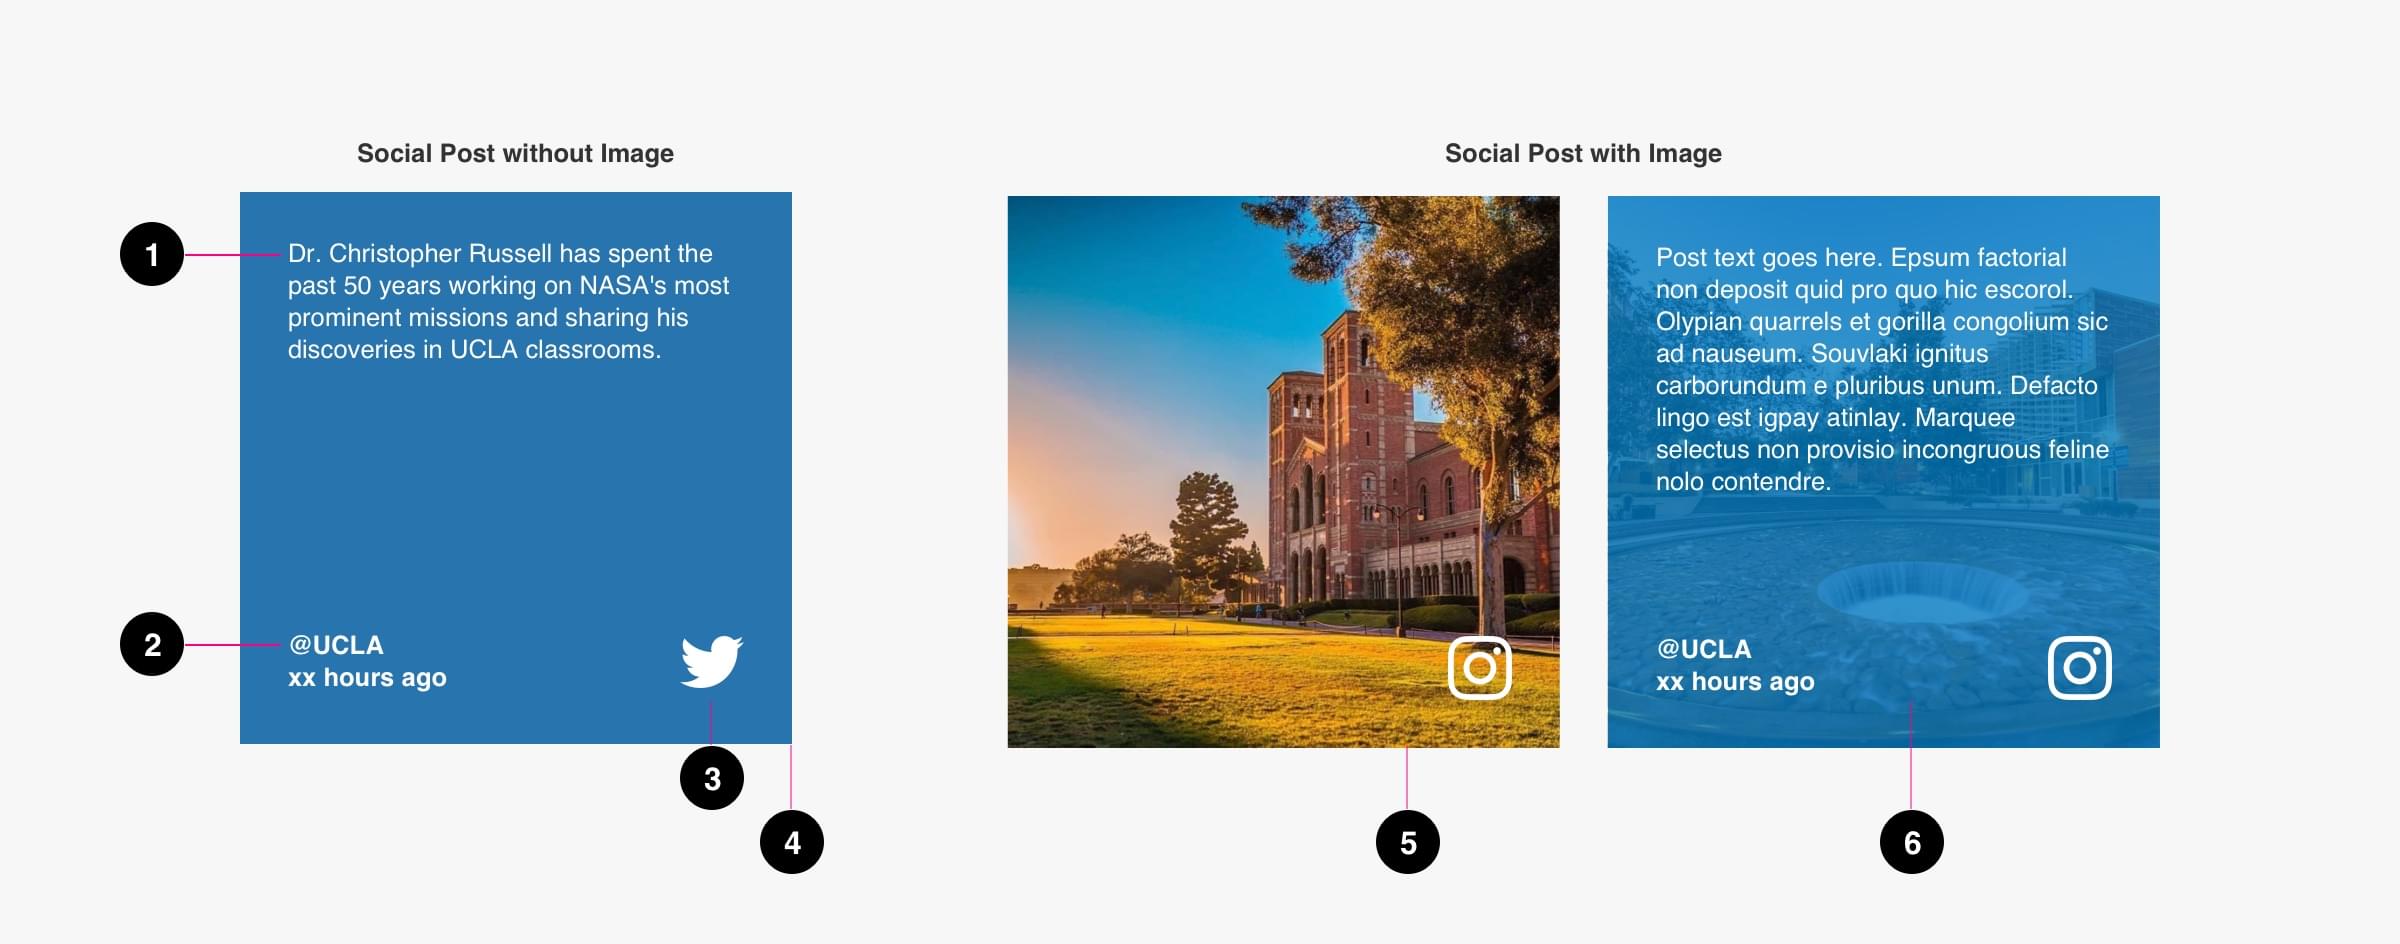 Social Post without Image
1
Dr. Christopher Russell has spent the
past 50 years working on NASA's most
prominent missions and sharing his
discoveries in UCLA classrooms.
2
@UCLA
xx hours ago
3
4
Social Post with Image
Post text goes here. Epsum factorial
non deposit quid pro quo hic escorol.
Olypian quarrels et gorilla congolium sic
ad nauseum. Souvlaki ignitus
carborundum e pluribus unum. Defacto
lingo est igpay atinlay. Marquee
selectus non provisio incongruous feline
nolo contendre.
@UCLA
xx hours ago
5
6